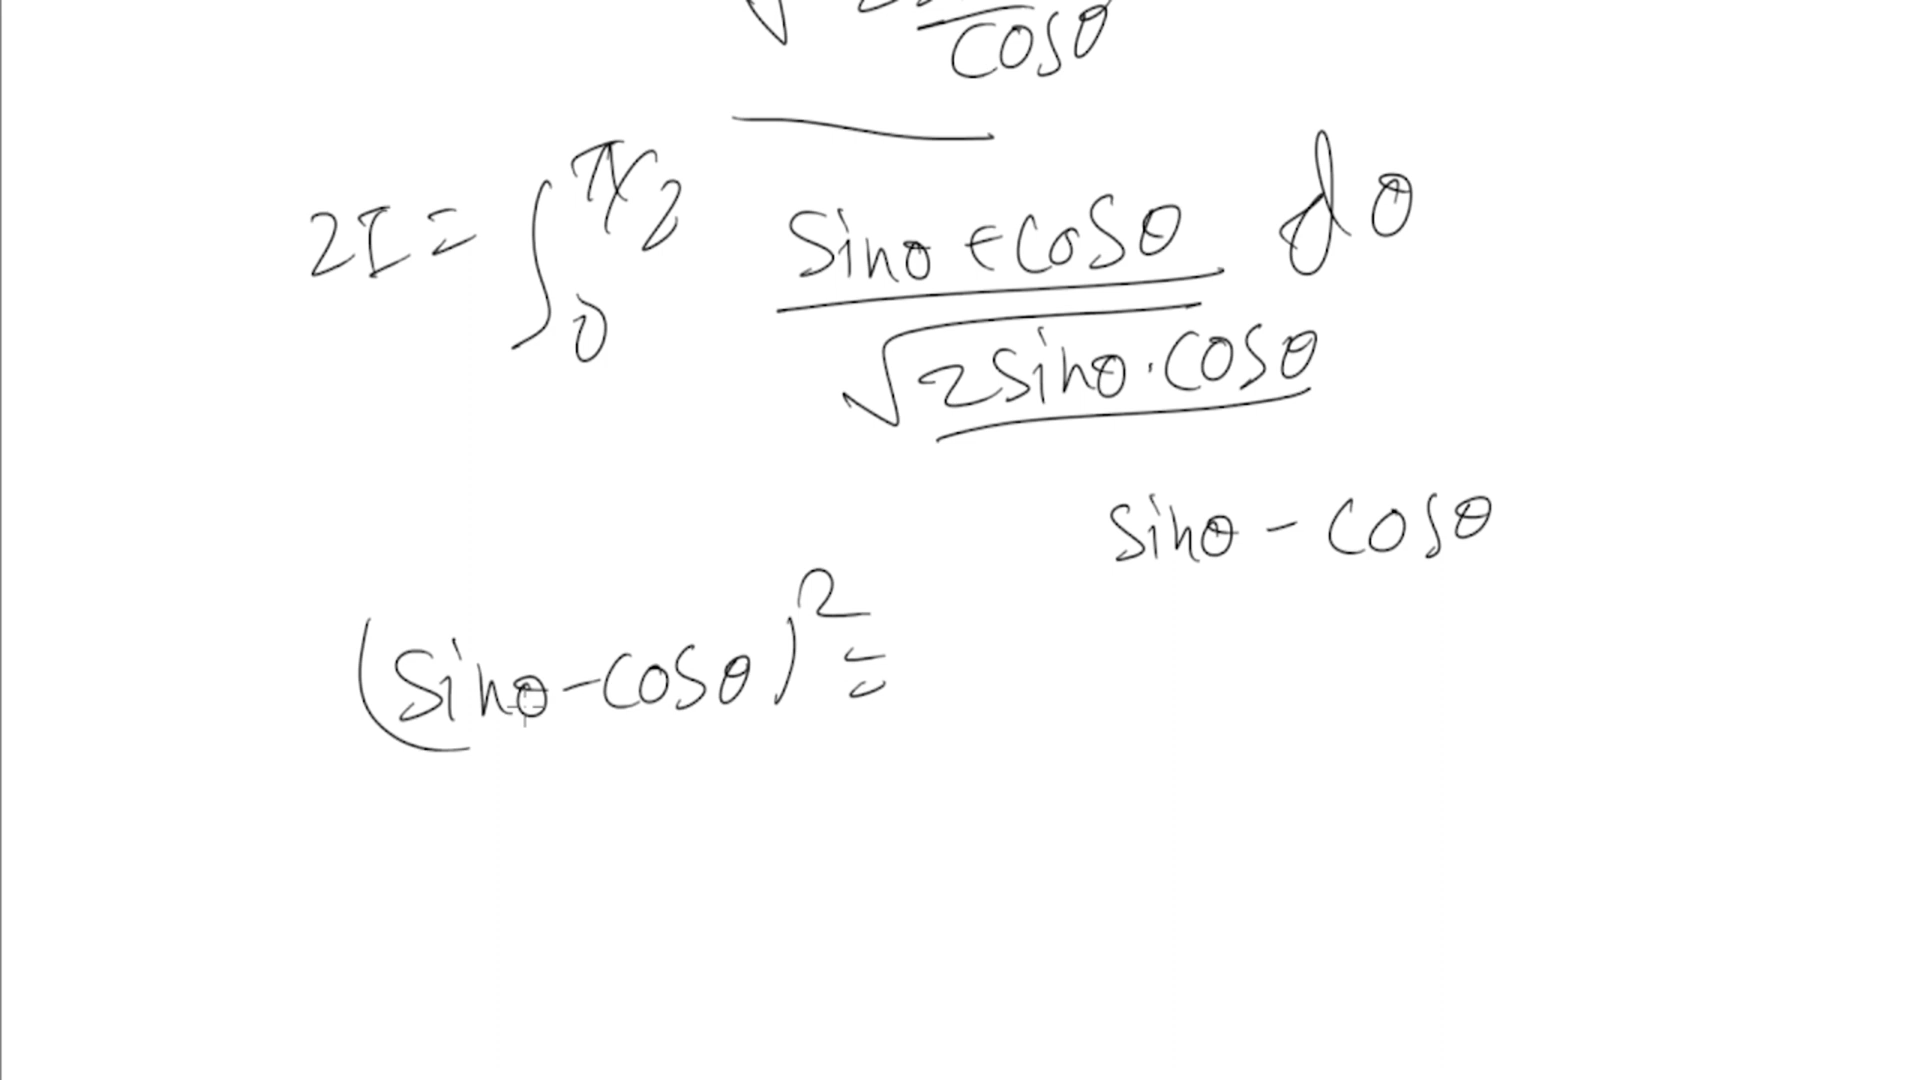 cosθ
2I = ∫₀^(π/2) (sinθ + cosθ) / √(2sinθ·cosθ) dθ
sinθ - cosθ
(sinθ - cosθ)² =